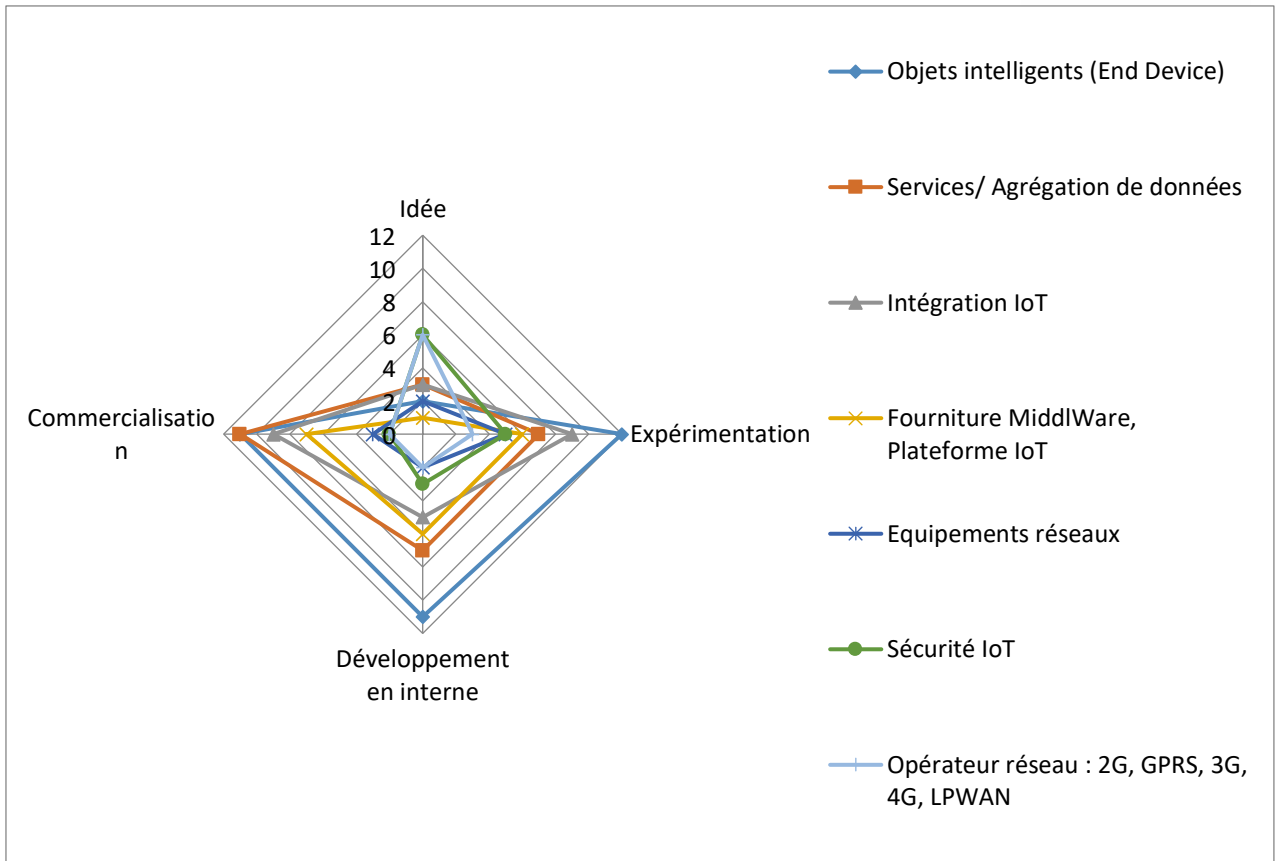 Idée
12
10
8
6
4
2
0
Expérimentation
Développement
en interne
Commercialisatio
n
Objets intelligents (End Device)
Services/ Agrégation de données
Intégration IoT
Fourniture MiddlWare,
Plateforme IoT
Equipements réseaux
Sécurité IoT
Opérateur réseau : 2G, GPRS, 3G,
4G, LPWAN